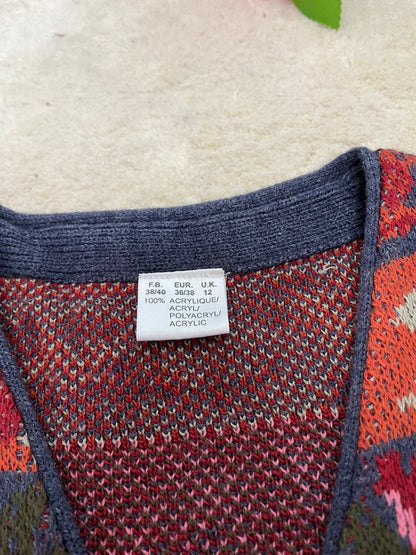 F.B. EUR. U.K.
38/40 36/38 12
100% ACRYLIQUE/
ACRYL/
POLYACRYL/
ACRYLIC